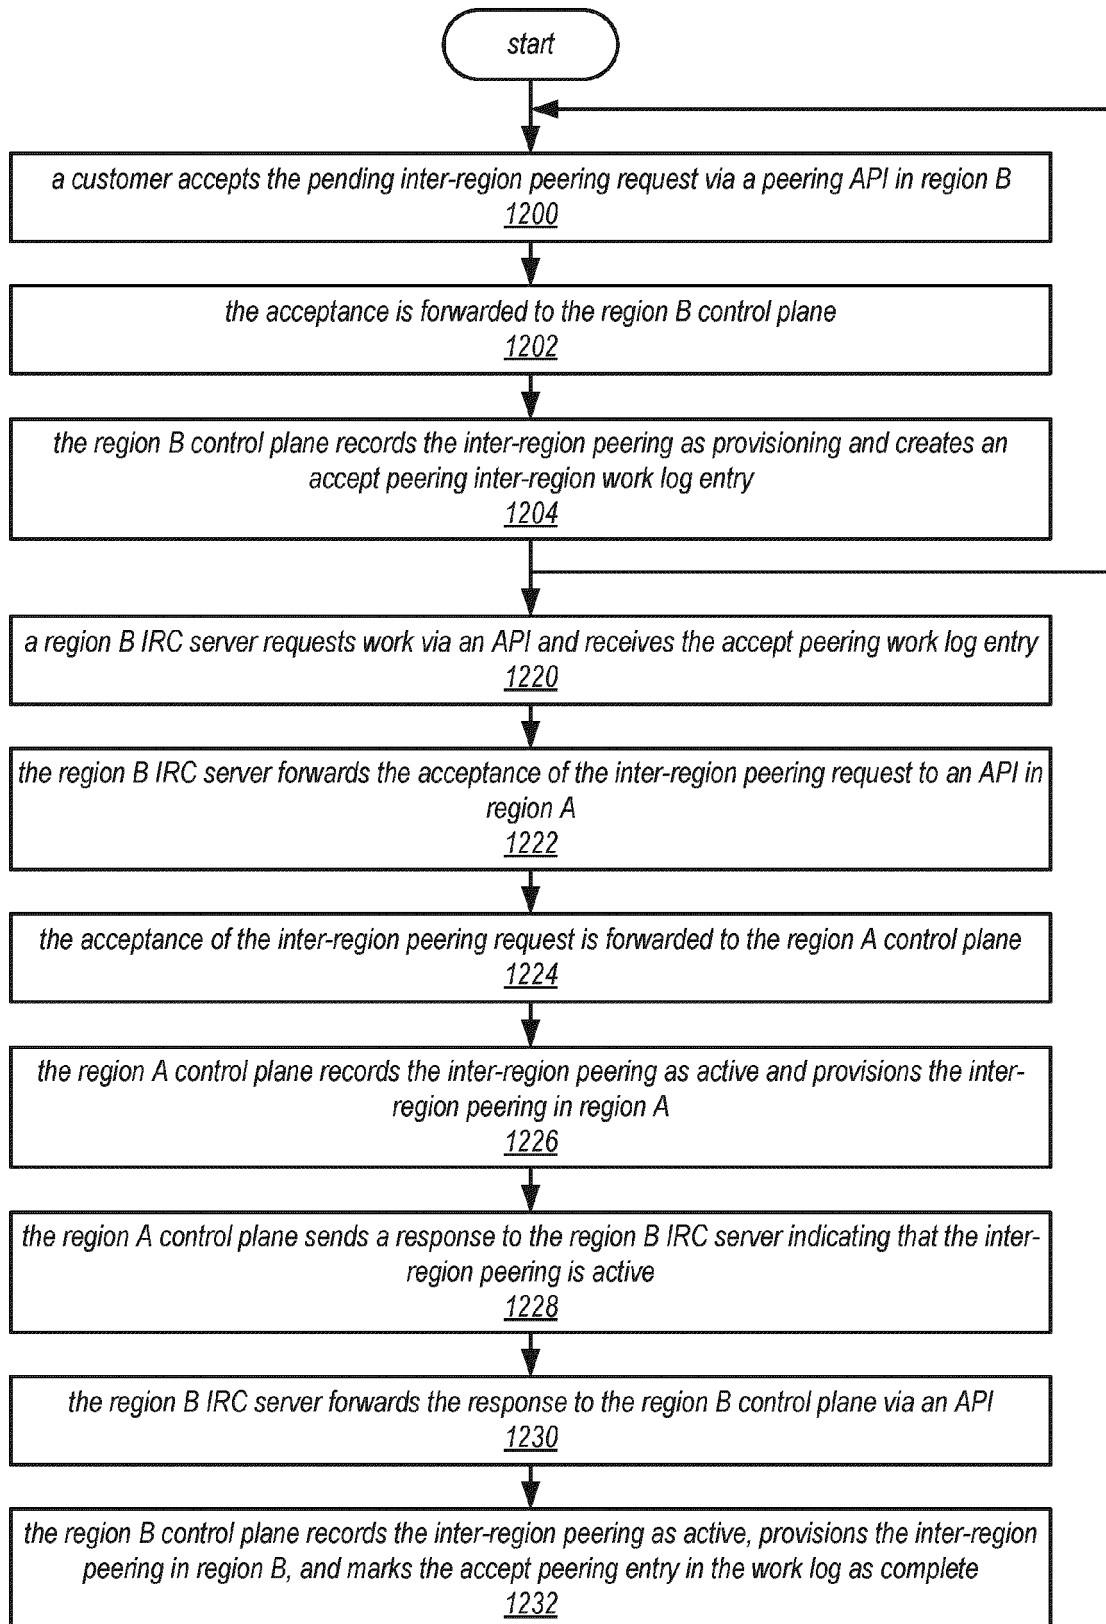 start
a customer accepts the pending inter-region peering request via a peering API in region B
1200
the acceptance is forwarded to the region B control plane
1202
the region B control plane records the inter-region peering as provisioning and creates an
accept peering inter-region work log entry
1204
a region B IRC server requests work via an API and receives the accept peering work log entry
1220
the region B IRC server forwards the acceptance of the inter-region peering request to an API in
region A
1222
the acceptance of the inter-region peering request is forwarded to the region A control plane
1224
the region A control plane records the inter-region peering as active and provisions the inter-
region peering in region A
1226
the region A control plane sends a response to the region B IRC server indicating that the inter-
region peering is active
1228
the region B IRC server forwards the response to the region B control plane via an API
1230
the region B control plane records the inter-region peering as active, provisions the inter-region
peering in region B, and marks the accept peering entry in the work log as complete
1232